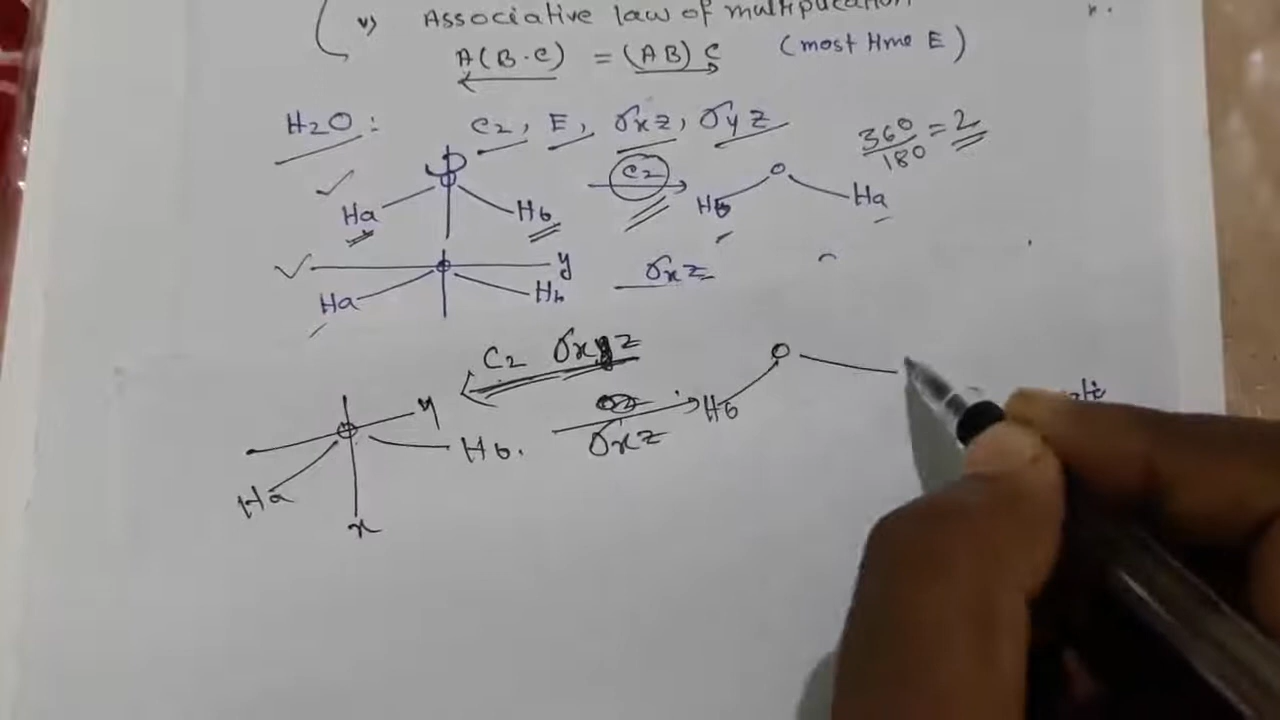 v) Associative law of multiplication
A(B·C) = (AB)C (most time E)
H2O : C2, E, σxz, σyz
360/180 = 2
C2
Ha Hb Hb O Ha
y
σxz
Ha Hb
C2 σxz
O
y Hb
Ha Hb. σxz
x